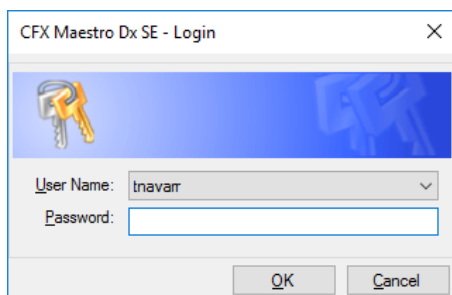 CFX Maestro Dx SE - Login
User Name: tnavarr
Password:
OK Cancel